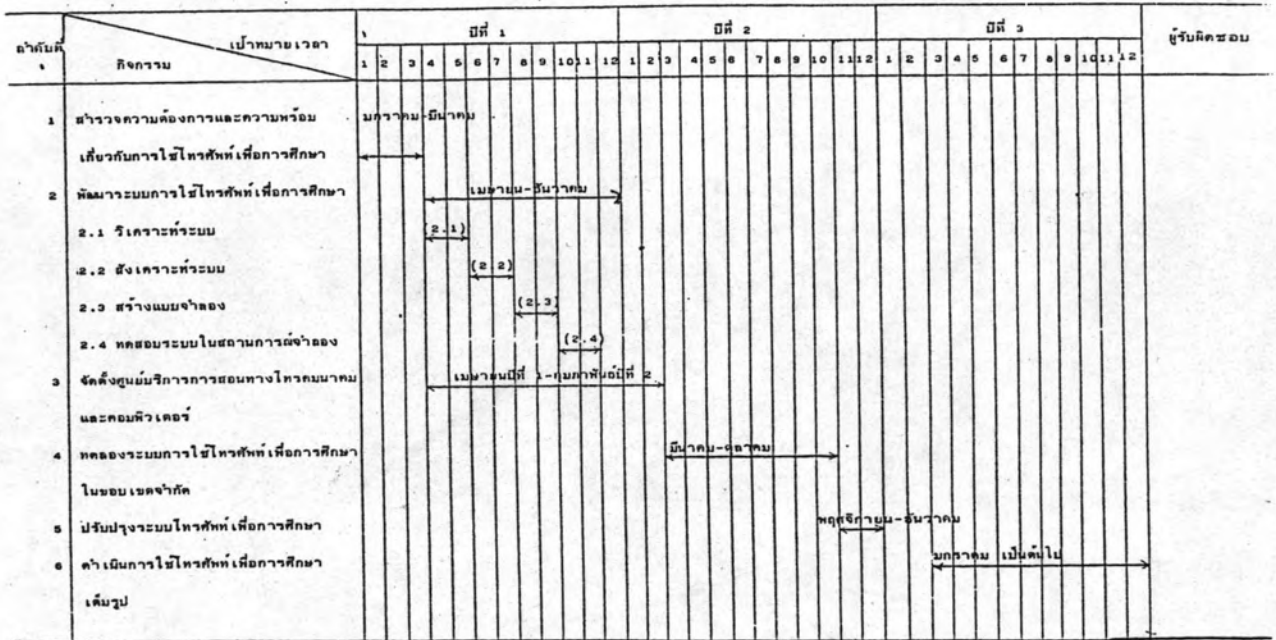 ลำดับที่ เป้าหมายเวลา กิจกรรม ปีที่ 1 ปีที่ 2 ปีที่ 3 ผู้รับผิดชอบ
1 2 3 4 5 6 7 8 9 10 11 12 1 2 3 4 5 6 7 8 9 10 11 12 1 2 3 4 5 6 7 8 9 10 11 12
1 สำรวจความต้องการและความพร้อม มกราคม-มีนาคม
เกี่ยวกับการใช้โทรศัพท์เพื่อการศึกษา
2 พัฒนาระบบการใช้โทรศัพท์เพื่อการศึกษา เมษายน-ธันวาคม
2.1 วิเคราะห์ระบบ (2.1)
2.2 สังเคราะห์ระบบ (2.2)
2.3 สร้างแบบจำลอง (2.3)
2.4 ทดสอบระบบในสถานการณ์จำลอง (2.4)
3 จัดตั้งศูนย์บริการการสอนทางโทรคมนาคม เมษายนปีที่ 1-กุมภาพันธ์ปีที่ 2
และคอมพิวเตอร์
4 ทดลองระบบการใช้โทรศัพท์เพื่อการศึกษา มีนาคม-ตุลาคม
ในขอบเขตจำกัด
5 ปรับปรุงระบบโทรศัพท์เพื่อการศึกษา พฤศจิกายน-ธันวาคม
6 ดำเนินการใช้โทรศัพท์เพื่อการศึกษา มกราคม เป็นต้นไป
เต็มรูป